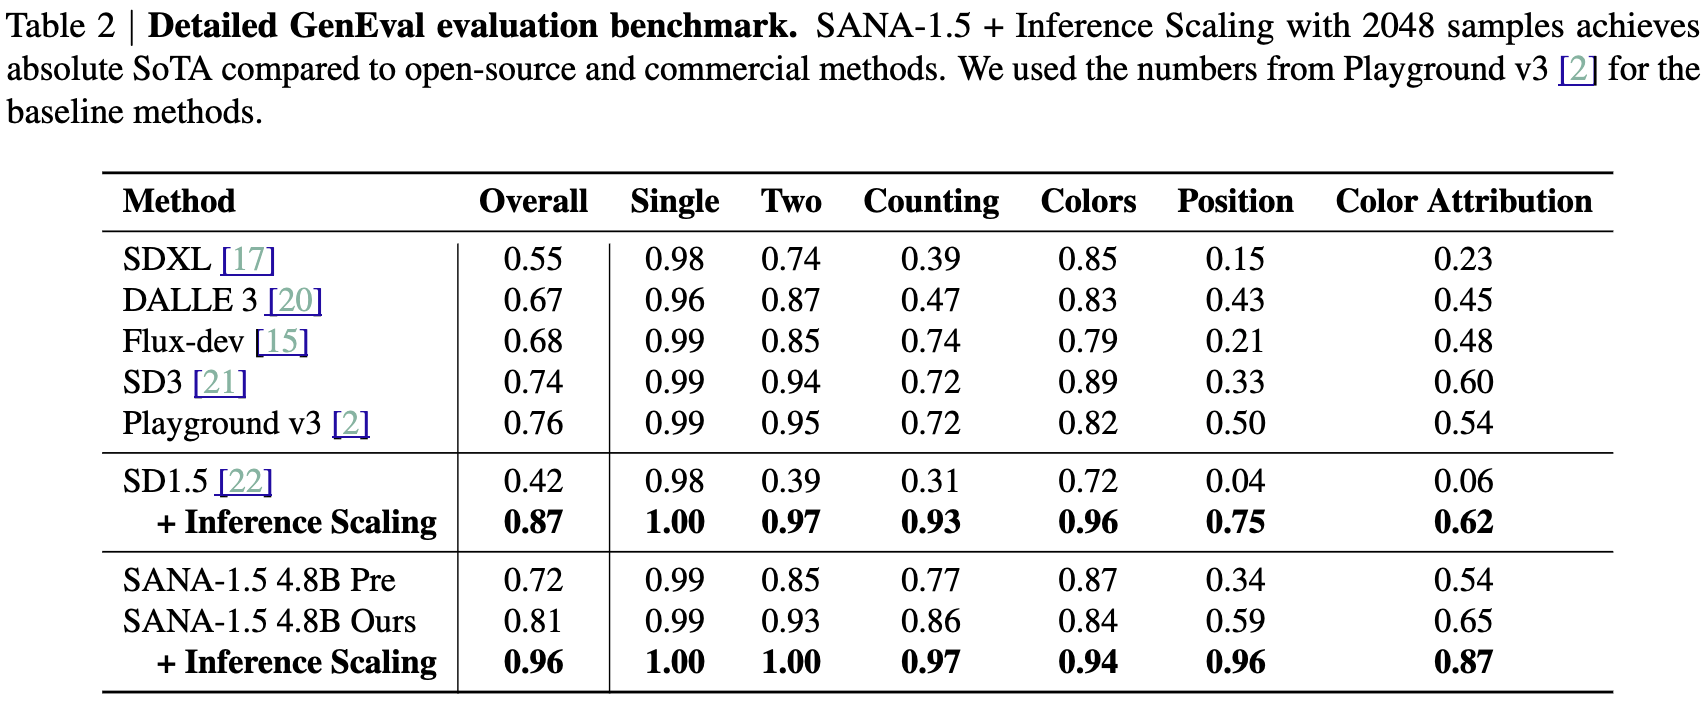 Table 2 | Detailed GenEval evaluation benchmark. SANA-1.5 + Inference Scaling with 2048 samples achieves
absolute SoTA compared to open-source and commercial methods. We used the numbers from Playground v3 [2] for the
baseline methods.
Method Overall Single Two Counting Colors Position Color Attribution
SDXL [17] 0.55 0.98 0.74 0.39 0.85 0.15 0.23
DALLE 3 [20] 0.67 0.96 0.87 0.47 0.83 0.43 0.45
Flux-dev [15] 0.68 0.99 0.85 0.74 0.79 0.21 0.48
SD3 [21] 0.74 0.99 0.94 0.72 0.89 0.33 0.60
Playground v3 [2] 0.76 0.99 0.95 0.72 0.82 0.50 0.54
SD1.5 [22] 0.42 0.98 0.39 0.31 0.72 0.04 0.06
+ Inference Scaling 0.87 1.00 0.97 0.93 0.96 0.75 0.62
SANA-1.5 4.8B Pre 0.72 0.99 0.85 0.77 0.87 0.34 0.54
SANA-1.5 4.8B Ours 0.81 0.99 0.93 0.86 0.84 0.59 0.65
+ Inference Scaling 0.96 1.00 1.00 0.97 0.94 0.96 0.87